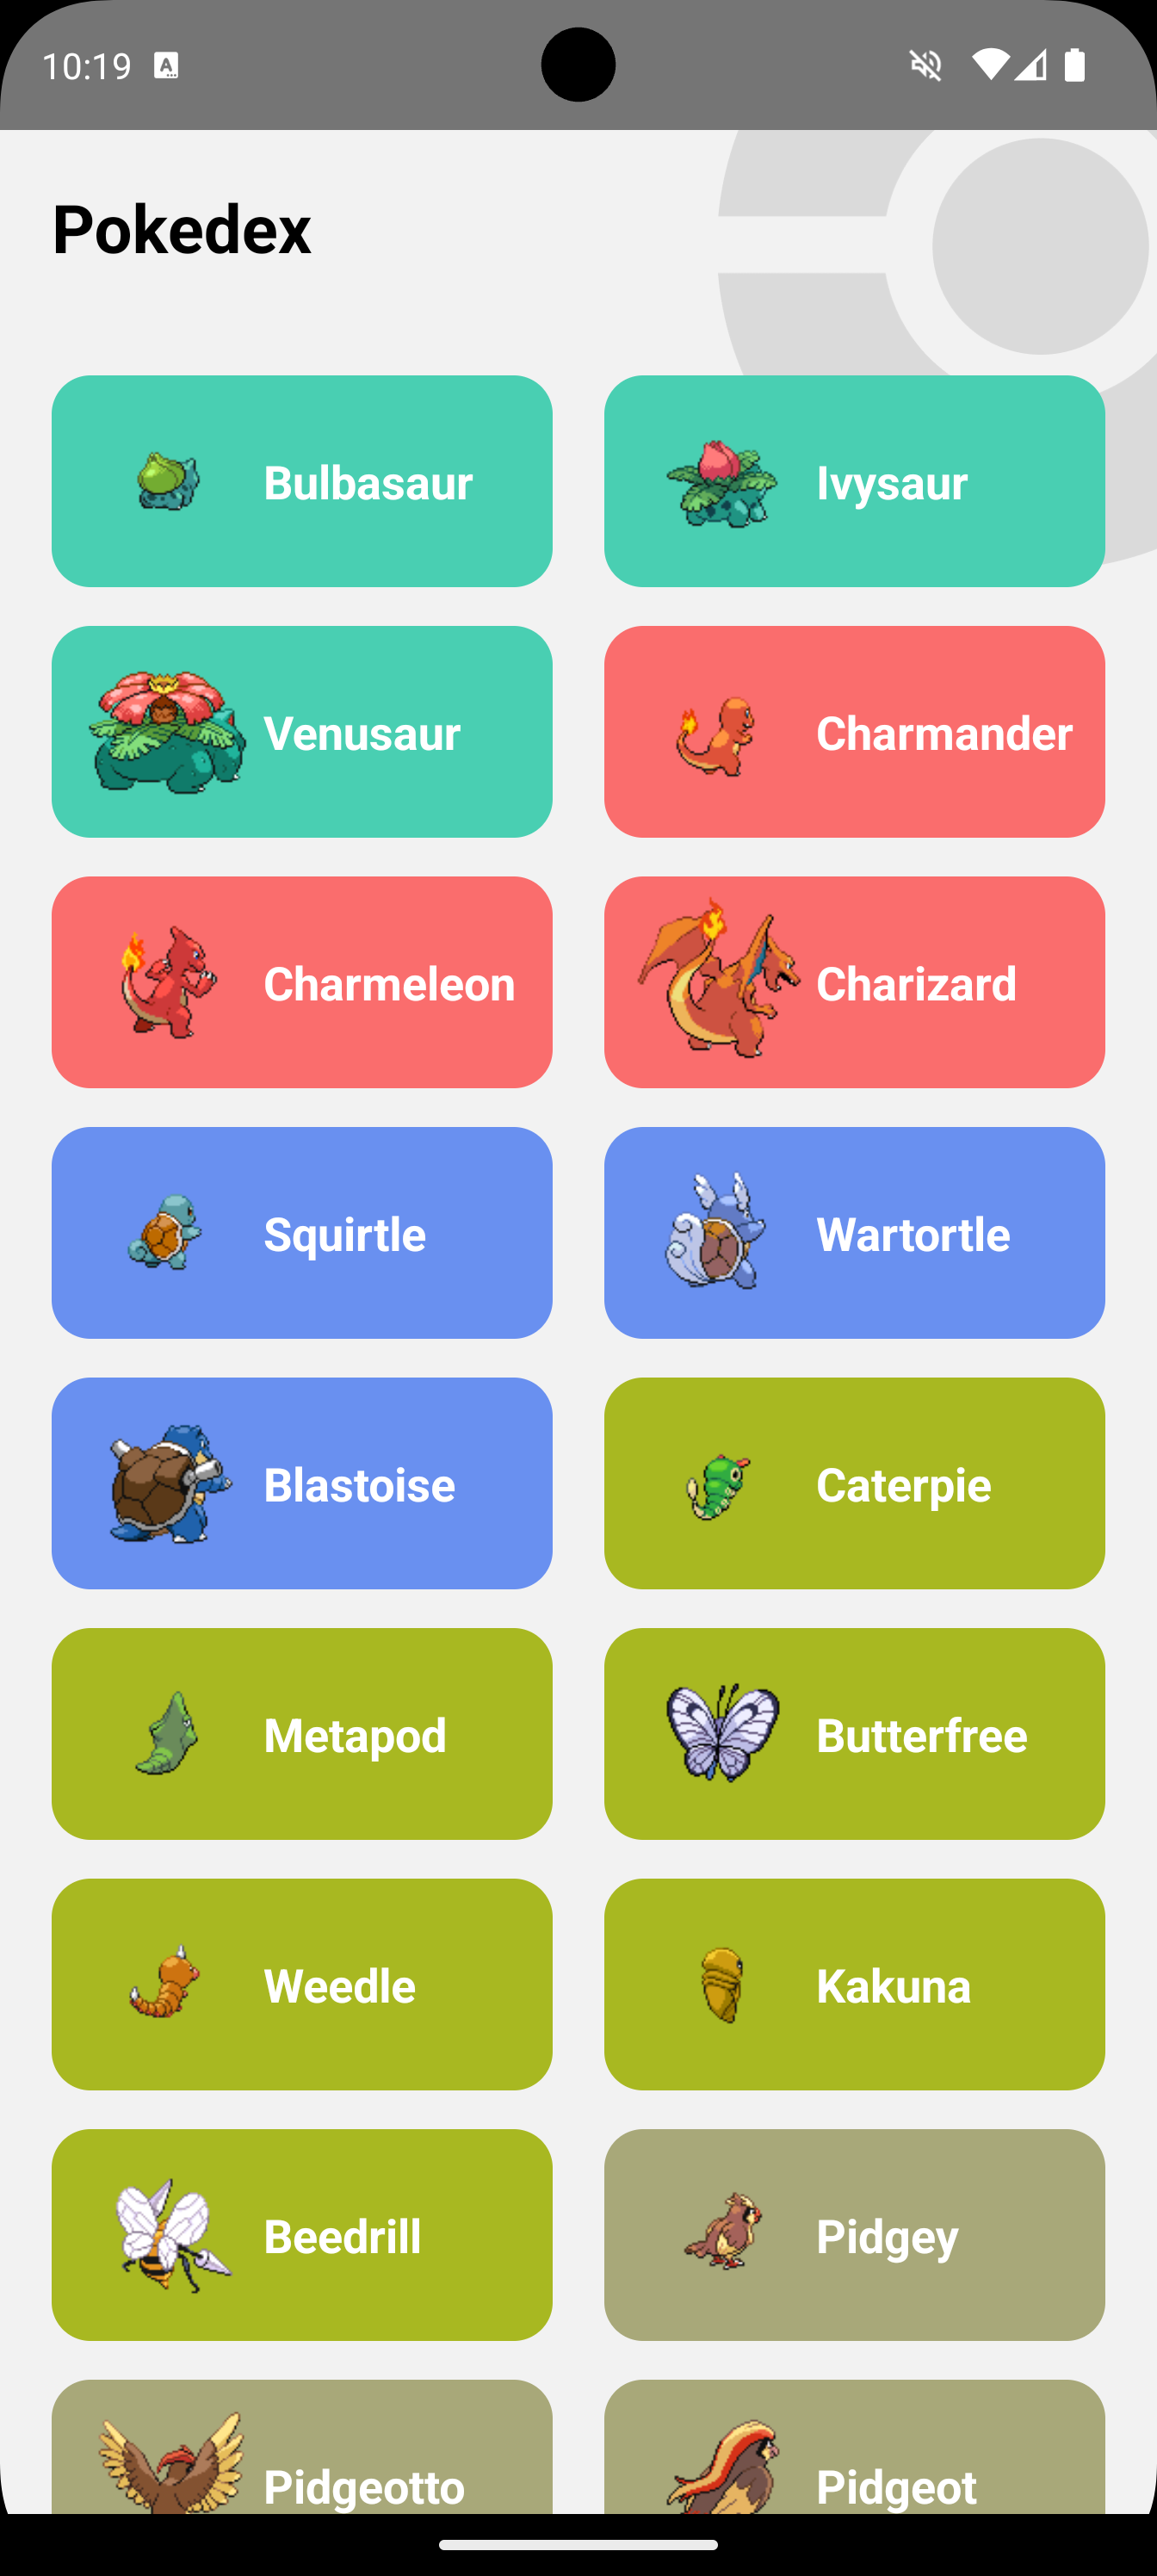 10:19
Pokedex
Bulbasaur
Ivysaur
Venusaur
Charmander
Charmeleon
Charizard
Squirtle
Wartortle
Blastoise
Caterpie
Metapod
Butterfree
Weedle
Kakuna
Beedrill
Pidgey
Pidgeotto
Pidgeot